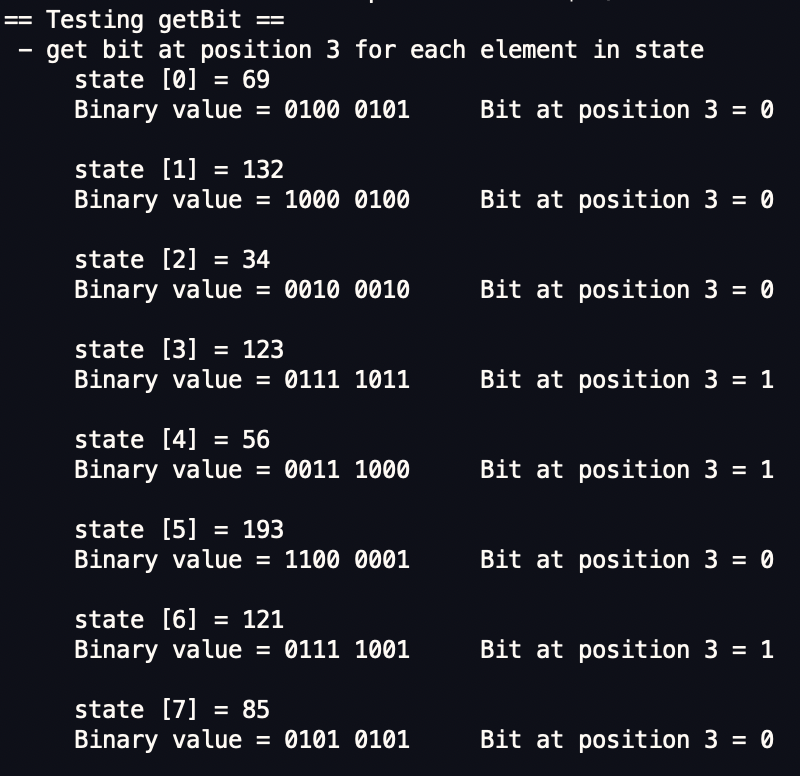 == Testing getBit ==
– get bit at position 3 for each element in state
state [0] = 69
Binary value = 0100 0101 Bit at position 3 = 0
state [1] = 132
Binary value = 1000 0100 Bit at position 3 = 0
state [2] = 34
Binary value = 0010 0010 Bit at position 3 = 0
state [3] = 123
Binary value = 0111 1011 Bit at position 3 = 1
state [4] = 56
Binary value = 0011 1000 Bit at position 3 = 1
state [5] = 193
Binary value = 1100 0001 Bit at position 3 = 0
state [6] = 121
Binary value = 0111 1001 Bit at position 3 = 1
state [7] = 85
Binary value = 0101 0101 Bit at position 3 = 0